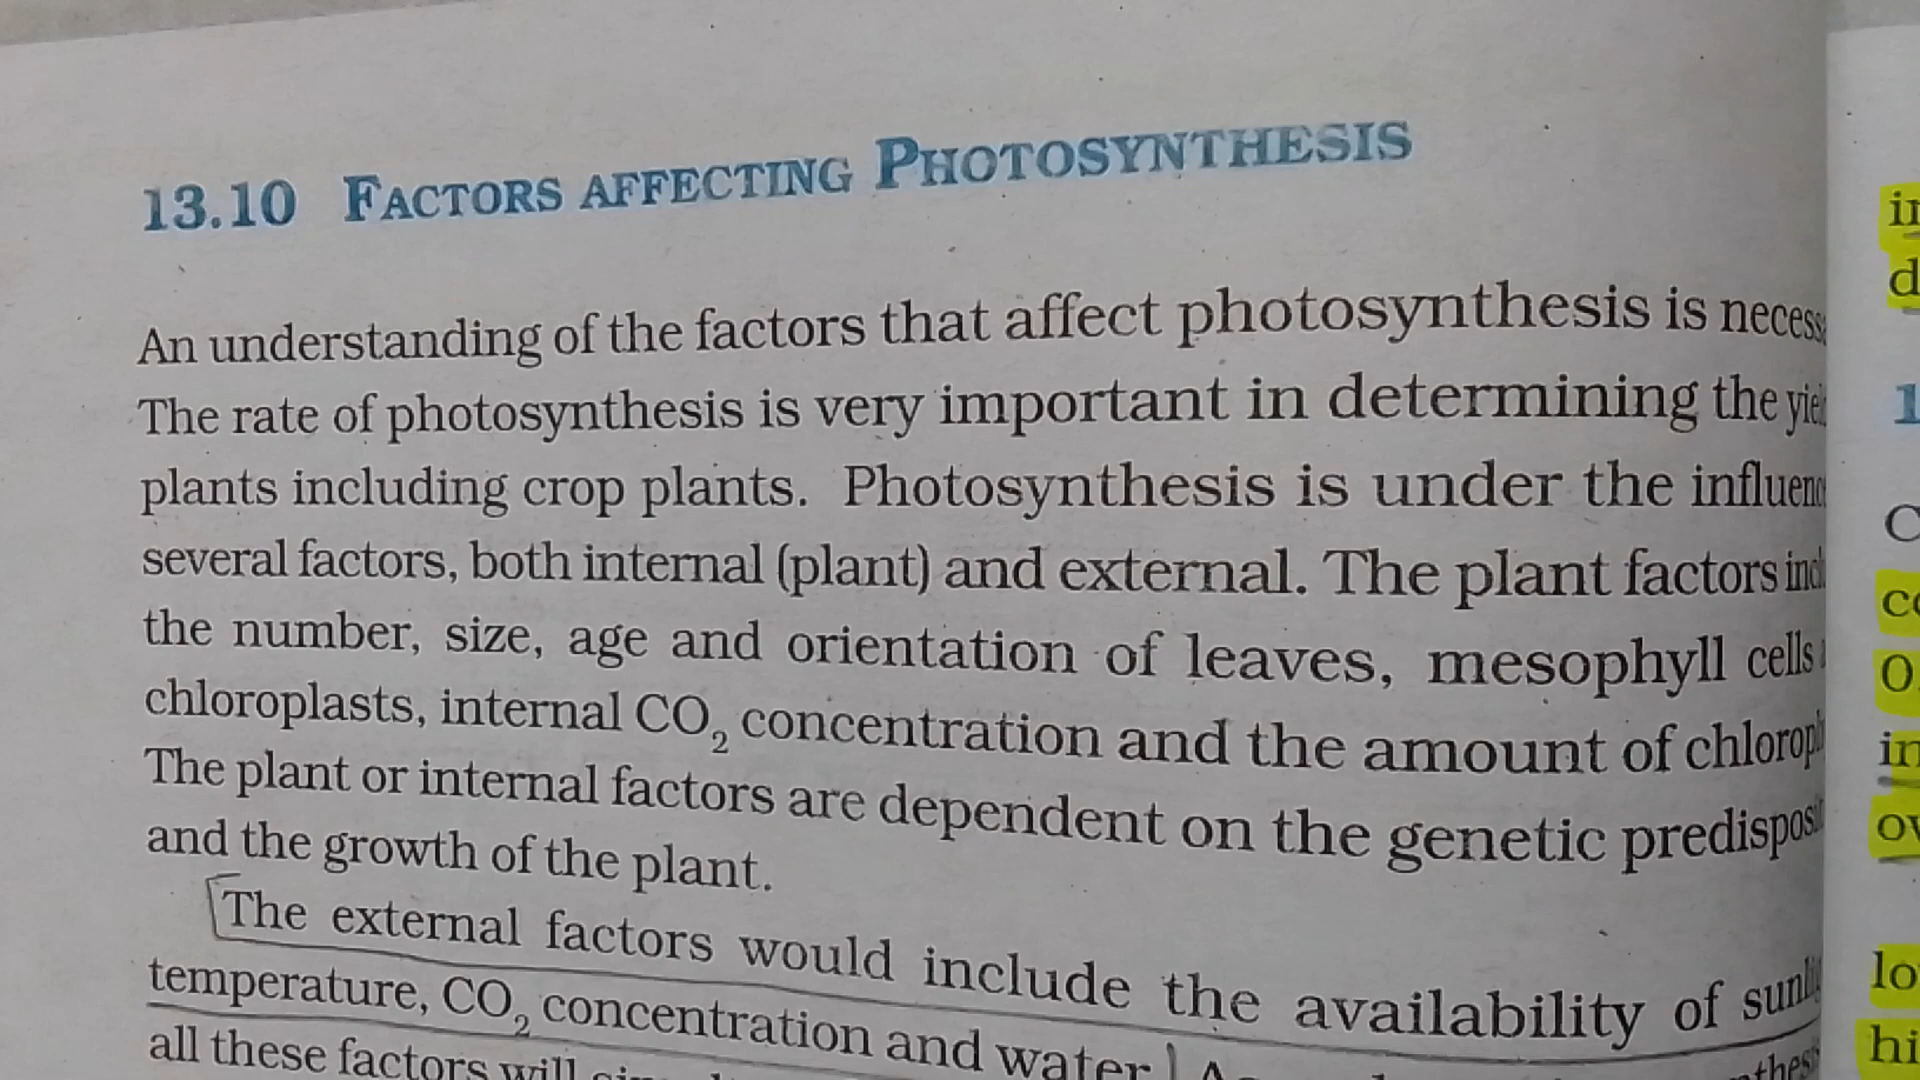 13.10 FACTORS AFFECTING PHOTOSYNTHESIS
An understanding of the factors that affect photosynthesis is
The rate of photosynthesis is very important in determining the
plants including crop plants. Photosynthesis is under the
several factors, both internal (plant) and external. The plant factors
the number, size, age and orientation of leaves, mesophyll cells
chloroplasts, internal CO₂ concentration and the amount of
The plant or internal factors are dependent on the genetic
and the growth of the plant.
The external factors would include the availability of
temperature, CO₂ concentration and water
all these factors will